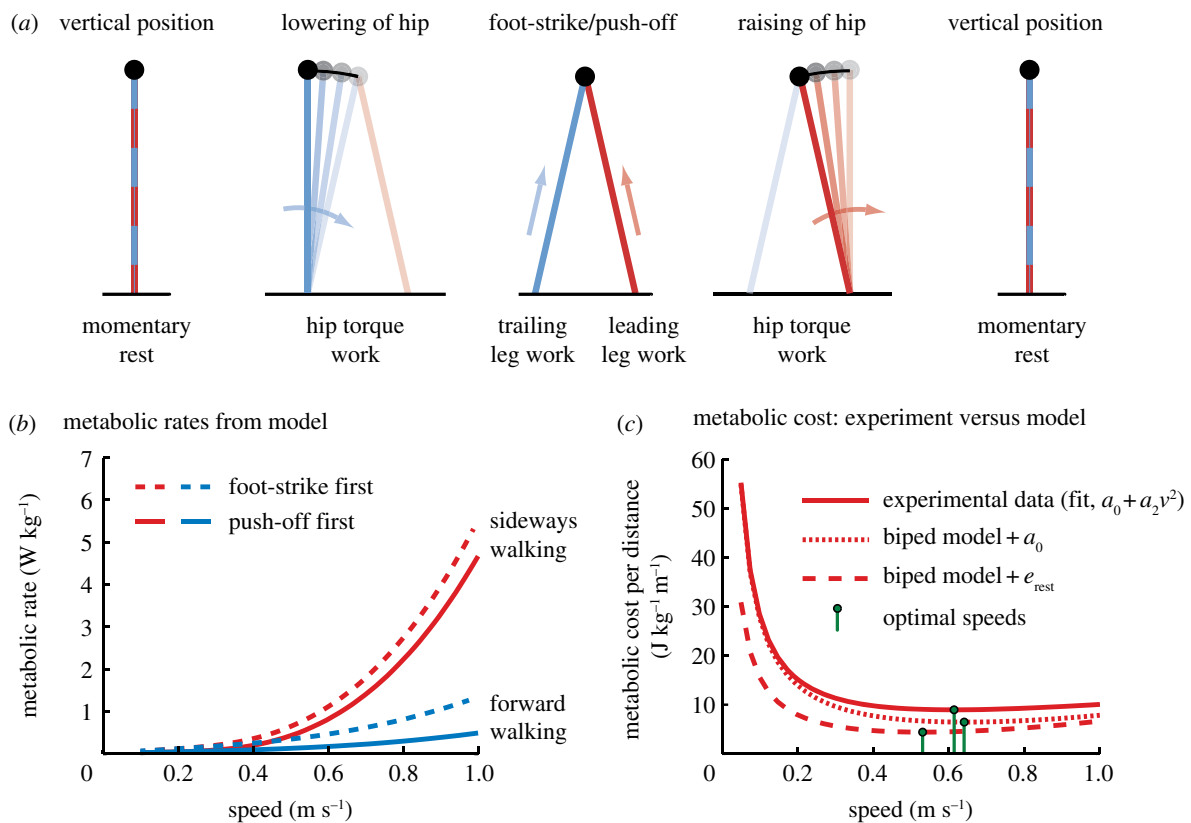 (a) vertical position lowering of hip foot-strike/push-off raising of hip vertical position
momentary rest
hip torque work
trailing leg work
leading leg work
hip torque work
momentary rest
(b) metabolic rates from model
metabolic rate (W kg⁻¹)
7
6
5
4
3
2
1
0
0.2 0.4 0.6 0.8 1.0
speed (m s⁻¹)
foot-strike first
push-off first
sideways
walking
forward
walking
(c) metabolic cost: experiment versus model
metabolic cost per distance
(J kg⁻¹ m⁻¹)
60
50
40
30
20
10
0
0.2 0.4 0.6 0.8 1.0
speed (m s⁻¹)
experimental data (fit, a₀ + a₂v²)
biped model + a₀
biped model + e_rest
optimal speeds